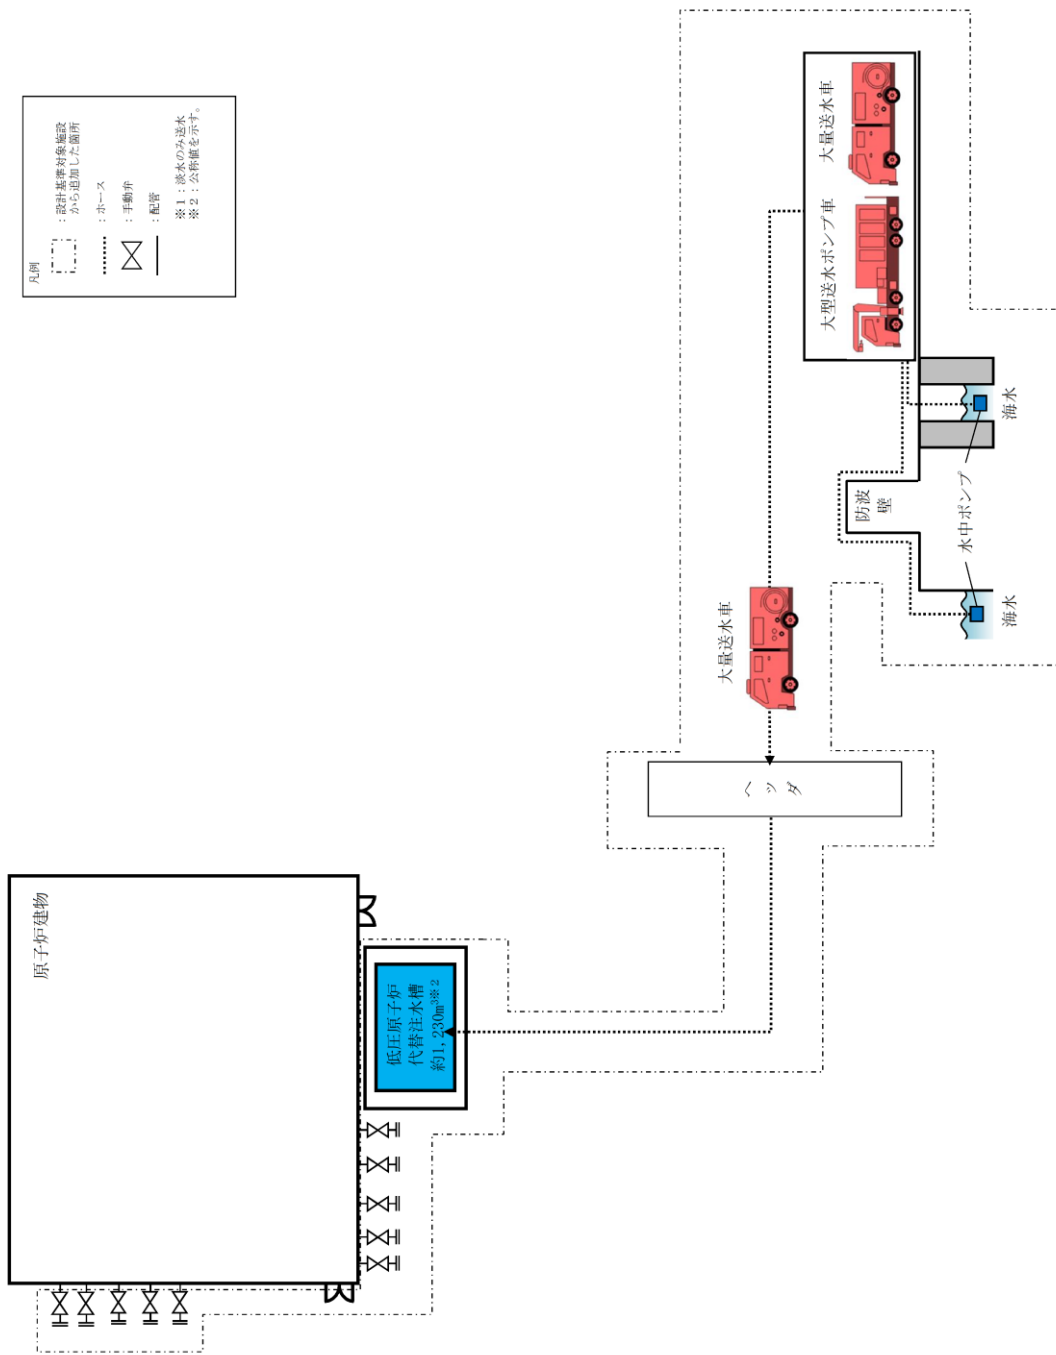 凡例
：設計基準対象施設
から追加した箇所
：ホース
：手動弁
：配管
※1：淡水のみ送水
※2：公称値を示す。
原子炉建物
低圧原子炉
代替注水槽
約1,230m³※2
ヘッダ
大量送水車
大型送水ポンプ車
大量送水車
防波
壁
水中ポンプ
海水
海水